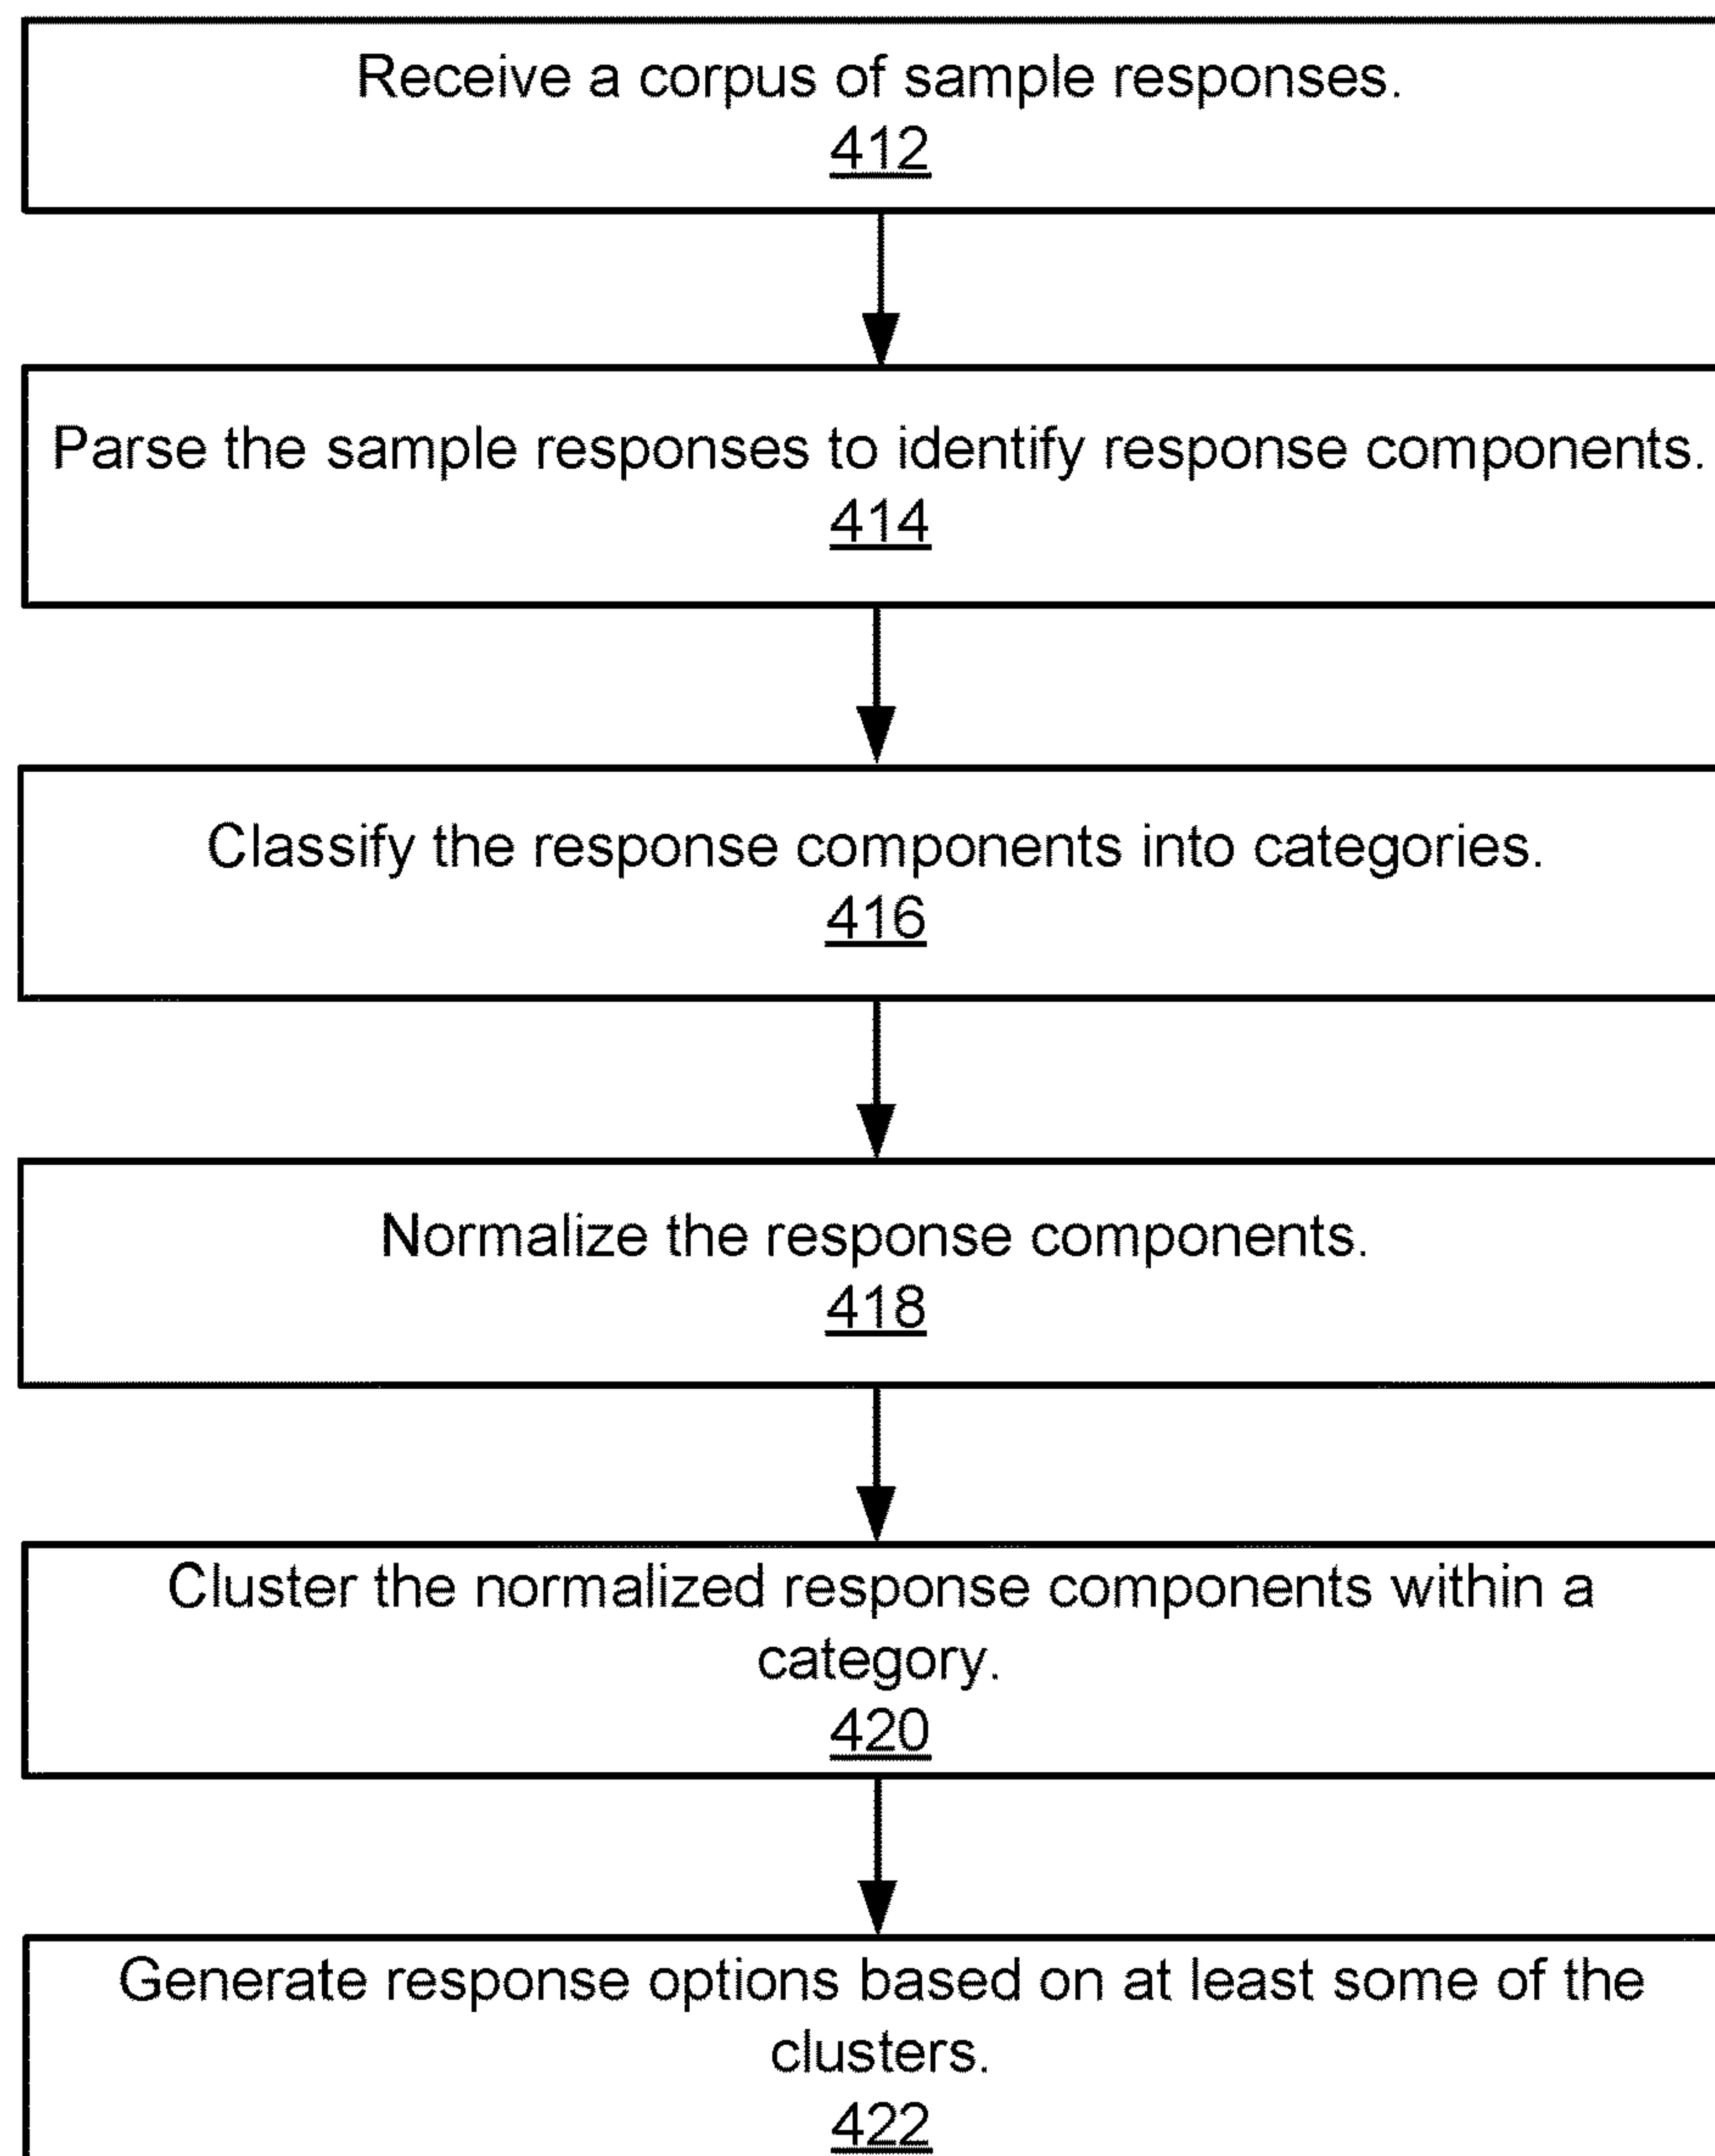 Receive a corpus of sample responses.
412
Parse the sample responses to identify response components.
414
Classify the response components into categories.
416
Normalize the response components.
418
Cluster the normalized response components within a
category.
420
Generate response options based on at least some of the
clusters.
422